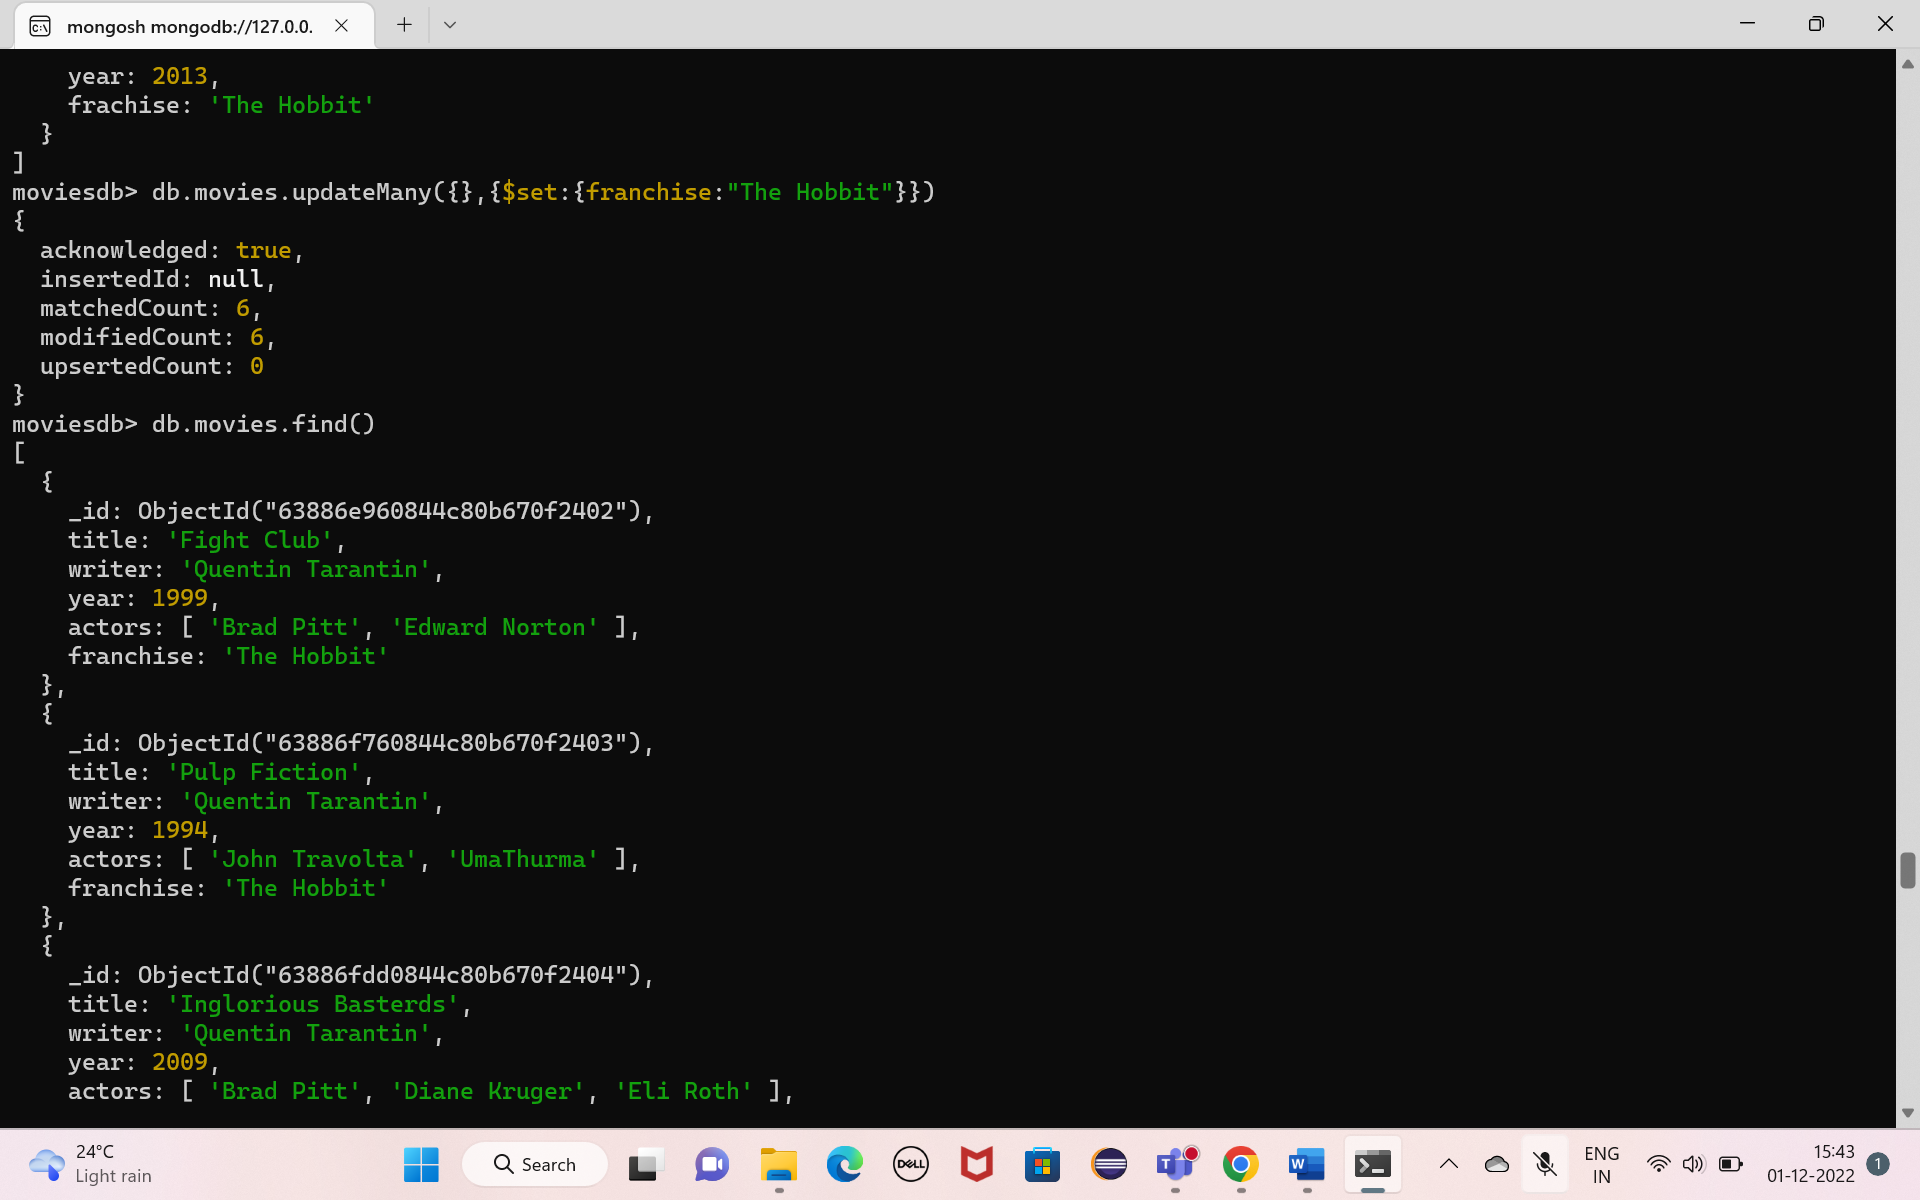 mongosh mongodb://127.0.0.
year: 2013,
frachise: 'The Hobbit'
}
]
moviesdb> db.movies.updateMany({},{$set:{franchise:"The Hobbit"}})
{
acknowledged: true,
insertedId: null,
matchedCount: 6,
modifiedCount: 6,
upsertedCount: 0
}
moviesdb> db.movies.find()
[
{
_id: ObjectId("63886e960844c80b670f2402"),
title: 'Fight Club',
writer: 'Quentin Tarantin',
year: 1999,
actors: [ 'Brad Pitt', 'Edward Norton' ],
franchise: 'The Hobbit'
},
{
_id: ObjectId("63886f760844c80b670f2403"),
title: 'Pulp Fiction',
writer: 'Quentin Tarantin',
year: 1994,
actors: [ 'John Travolta', 'UmaThurma' ],
franchise: 'The Hobbit'
},
{
_id: ObjectId("63886fdd0844c80b670f2404"),
title: 'Inglorious Basterds',
writer: 'Quentin Tarantin',
year: 2009,
actors: [ 'Brad Pitt', 'Diane Kruger', 'Eli Roth' ],
24°C
Light rain
Search
DELL
ENG
IN
15:43
01-12-2022
1